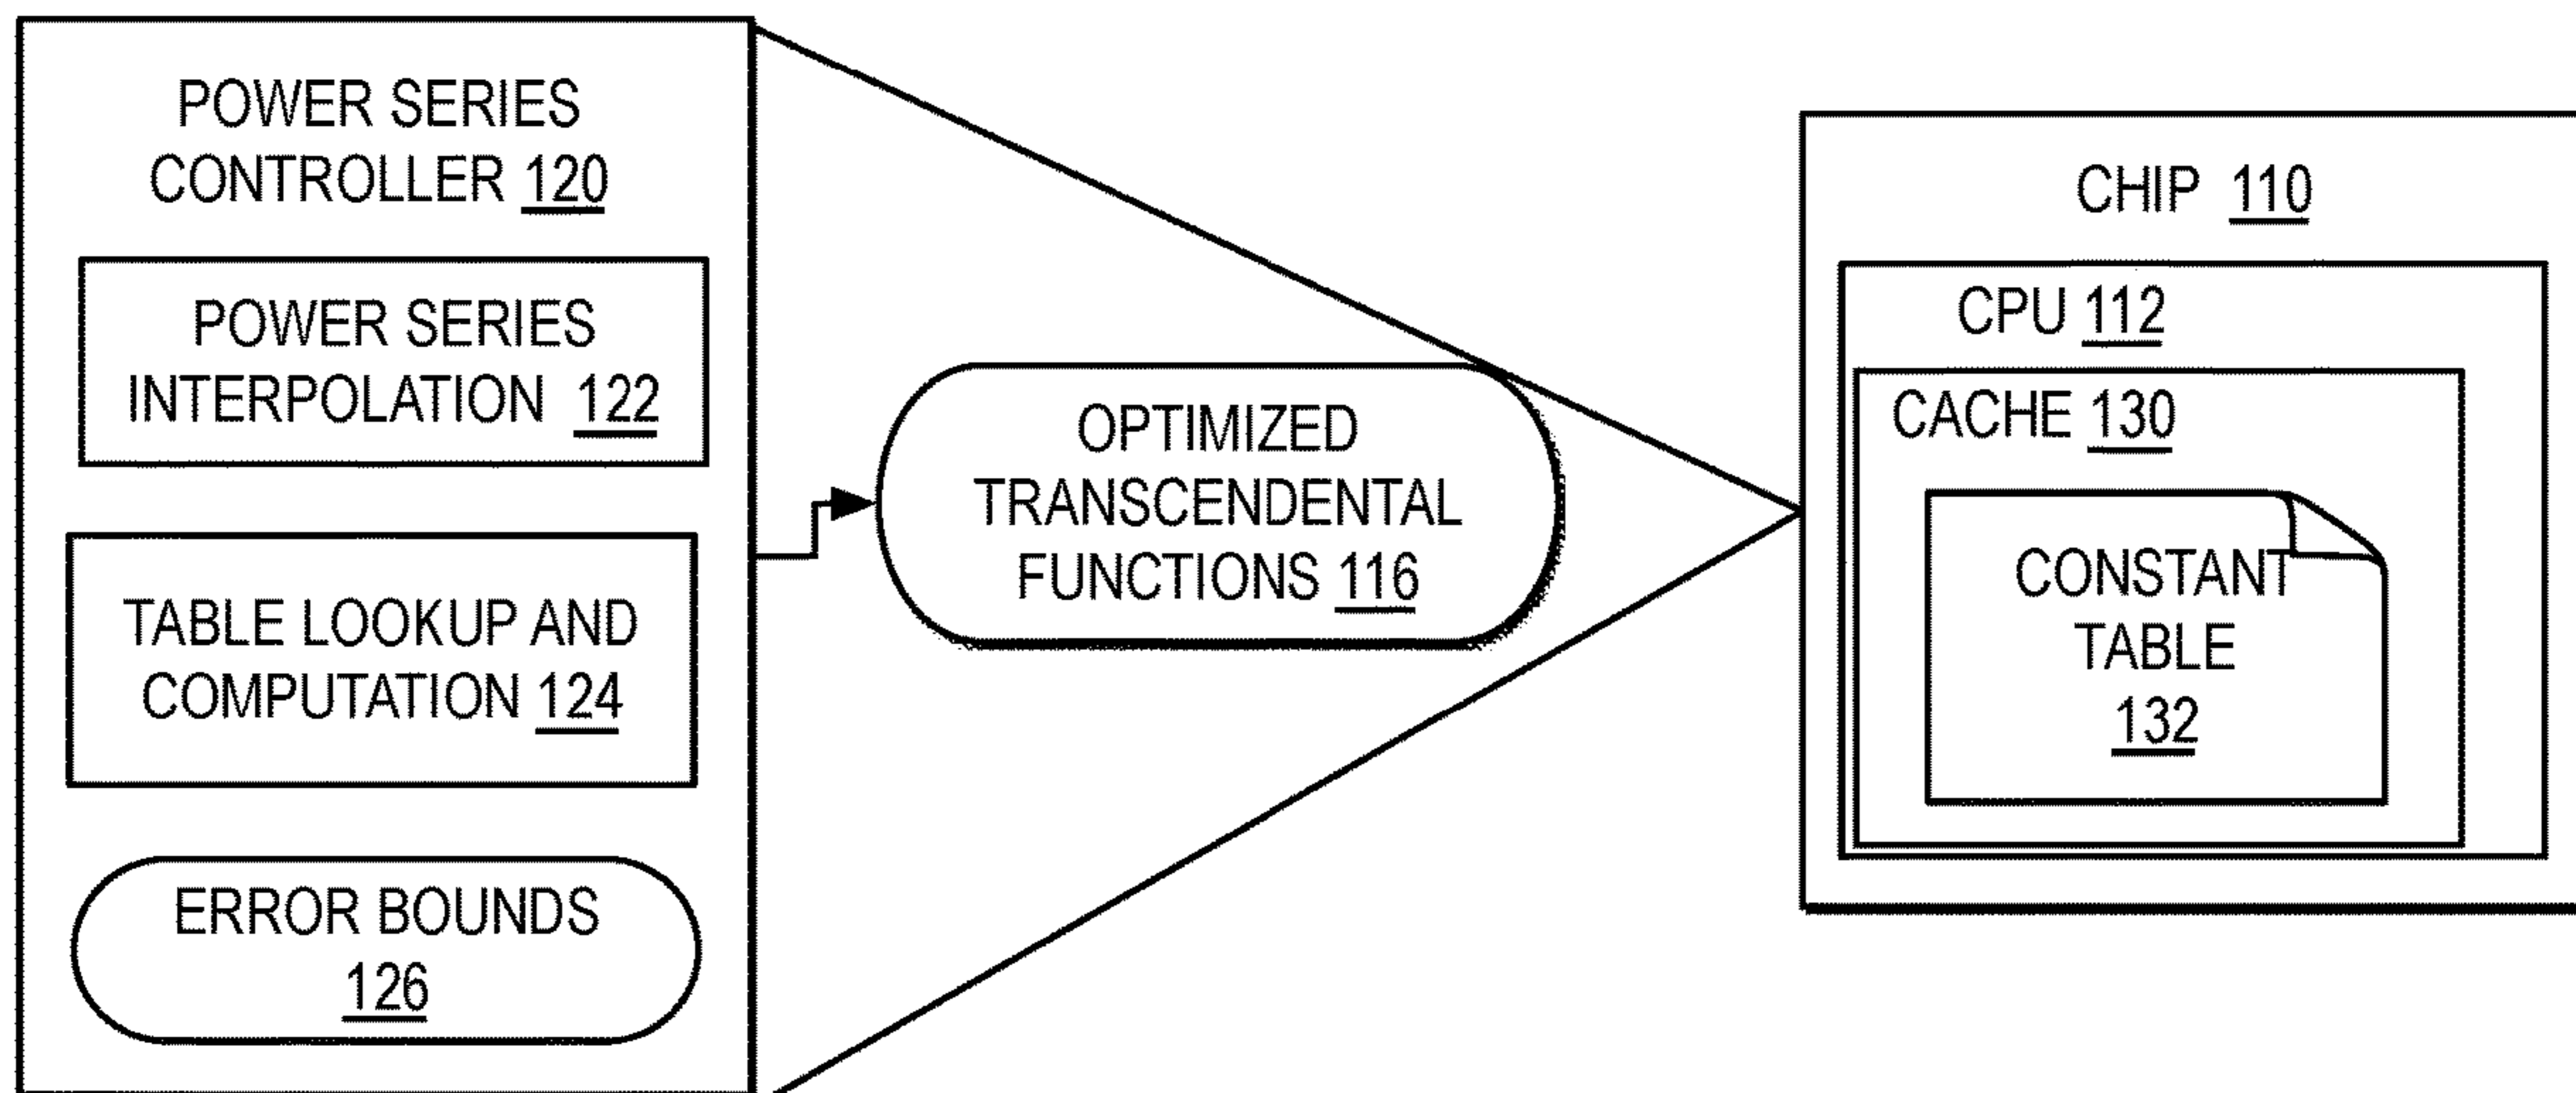 POWER SERIES
CONTROLLER 120
POWER SERIES
INTERPOLATION 122
TABLE LOOKUP AND
COMPUTATION 124
ERROR BOUNDS
126
OPTIMIZED
TRANSCENDENTAL
FUNCTIONS 116
CHIP 110
CPU 112
CACHE 130
CONSTANT
TABLE
132